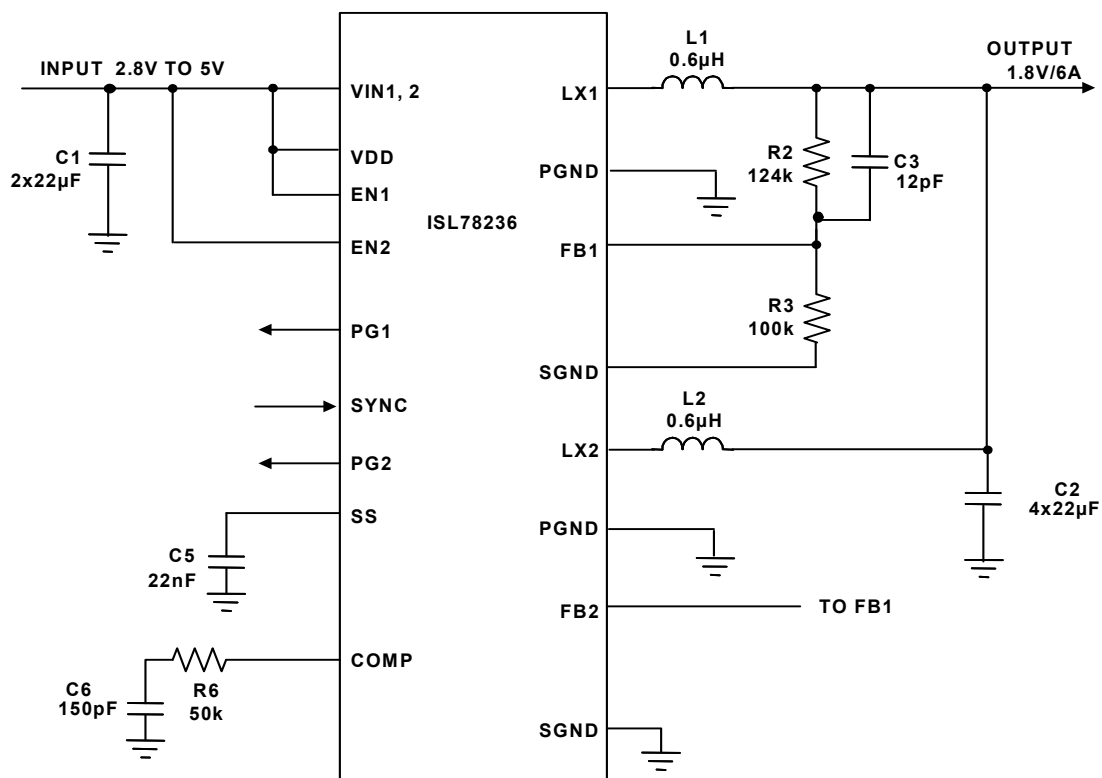 INPUT 2.8V TO 5V
C1
2x22µF
VIN1, 2
VDD
EN1
EN2
PG1
SYNC
PG2
SS
C5
22nF
COMP
C6
150pF
R6
50k
ISL78236
LX1
PGND
FB1
SGND
LX2
PGND
FB2
SGND
L1
0.6µH
OUTPUT
1.8V/6A
R2
124k
C3
12pF
R3
100k
L2
0.6µH
C2
4x22µF
TO FB1